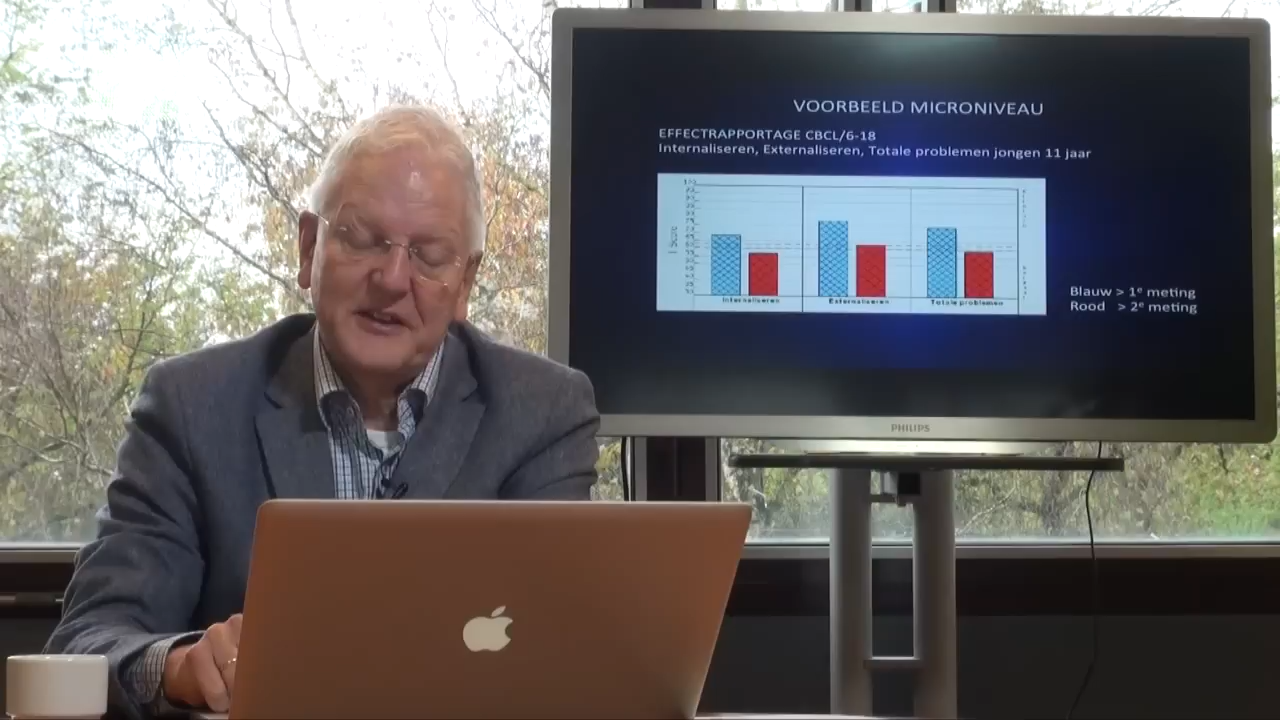 VOORBEELD MICRONIVEAU
EFFECTRAPPORTAGE CBCL/6-18
Internaliseren, Externaliseren, Totale problemen jongen 11 jaar
Internaliseren
Externaliseren
Totale problemen
Blauw > 1e meting
Rood > 2e meting
PHILIPS